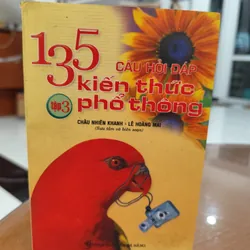 135
CÂU HỎI ĐÁP
kiến thức
TẬP 3
phổ thông
CHÂU NHIÊN KHANH - LÊ HOÀNG MAI
(Sưu tầm và biên soạn)